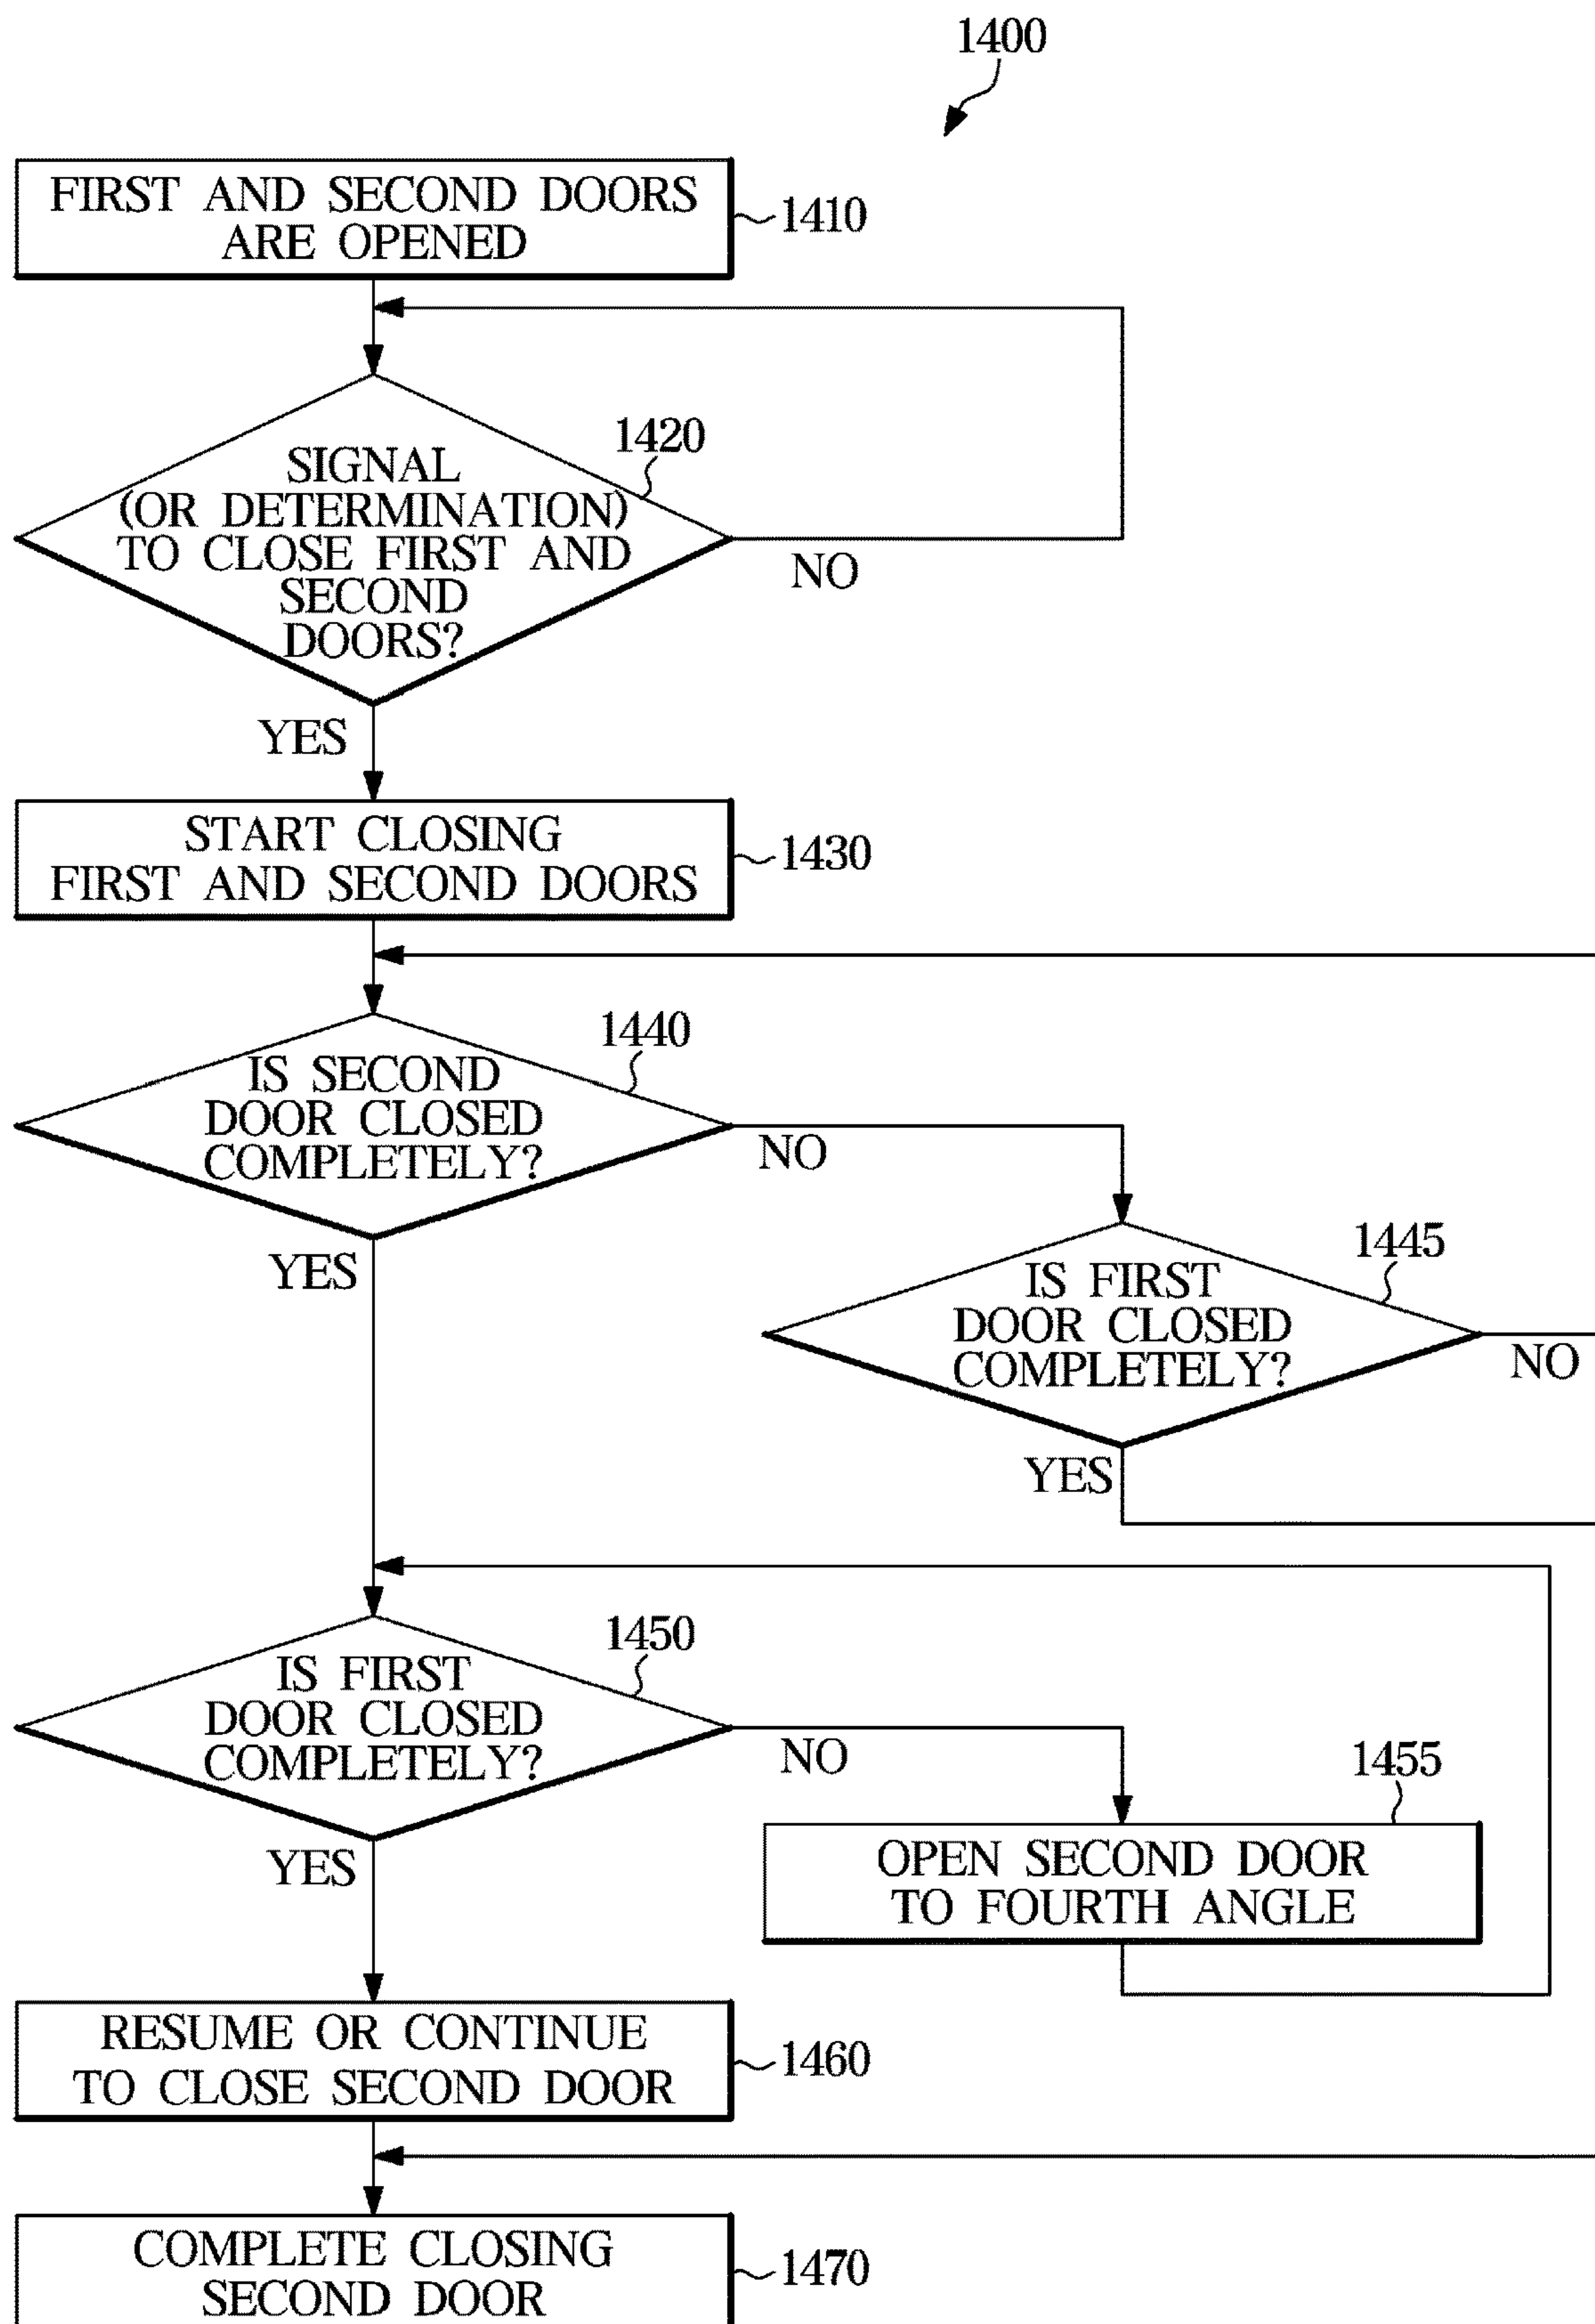 1400
FIRST AND SECOND DOORS
ARE OPENED
1410
1420
SIGNAL
(OR DETERMINATION)
TO CLOSE FIRST AND
SECOND
DOORS?
NO
YES
START CLOSING
FIRST AND SECOND DOORS
1430
1440
IS SECOND
DOOR CLOSED
COMPLETELY?
NO
YES
1445
IS FIRST
DOOR CLOSED
COMPLETELY?
NO
YES
1450
IS FIRST
DOOR CLOSED
COMPLETELY?
NO
YES
1455
OPEN SECOND DOOR
TO FOURTH ANGLE
RESUME OR CONTINUE
TO CLOSE SECOND DOOR
1460
COMPLETE CLOSING
SECOND DOOR
1470